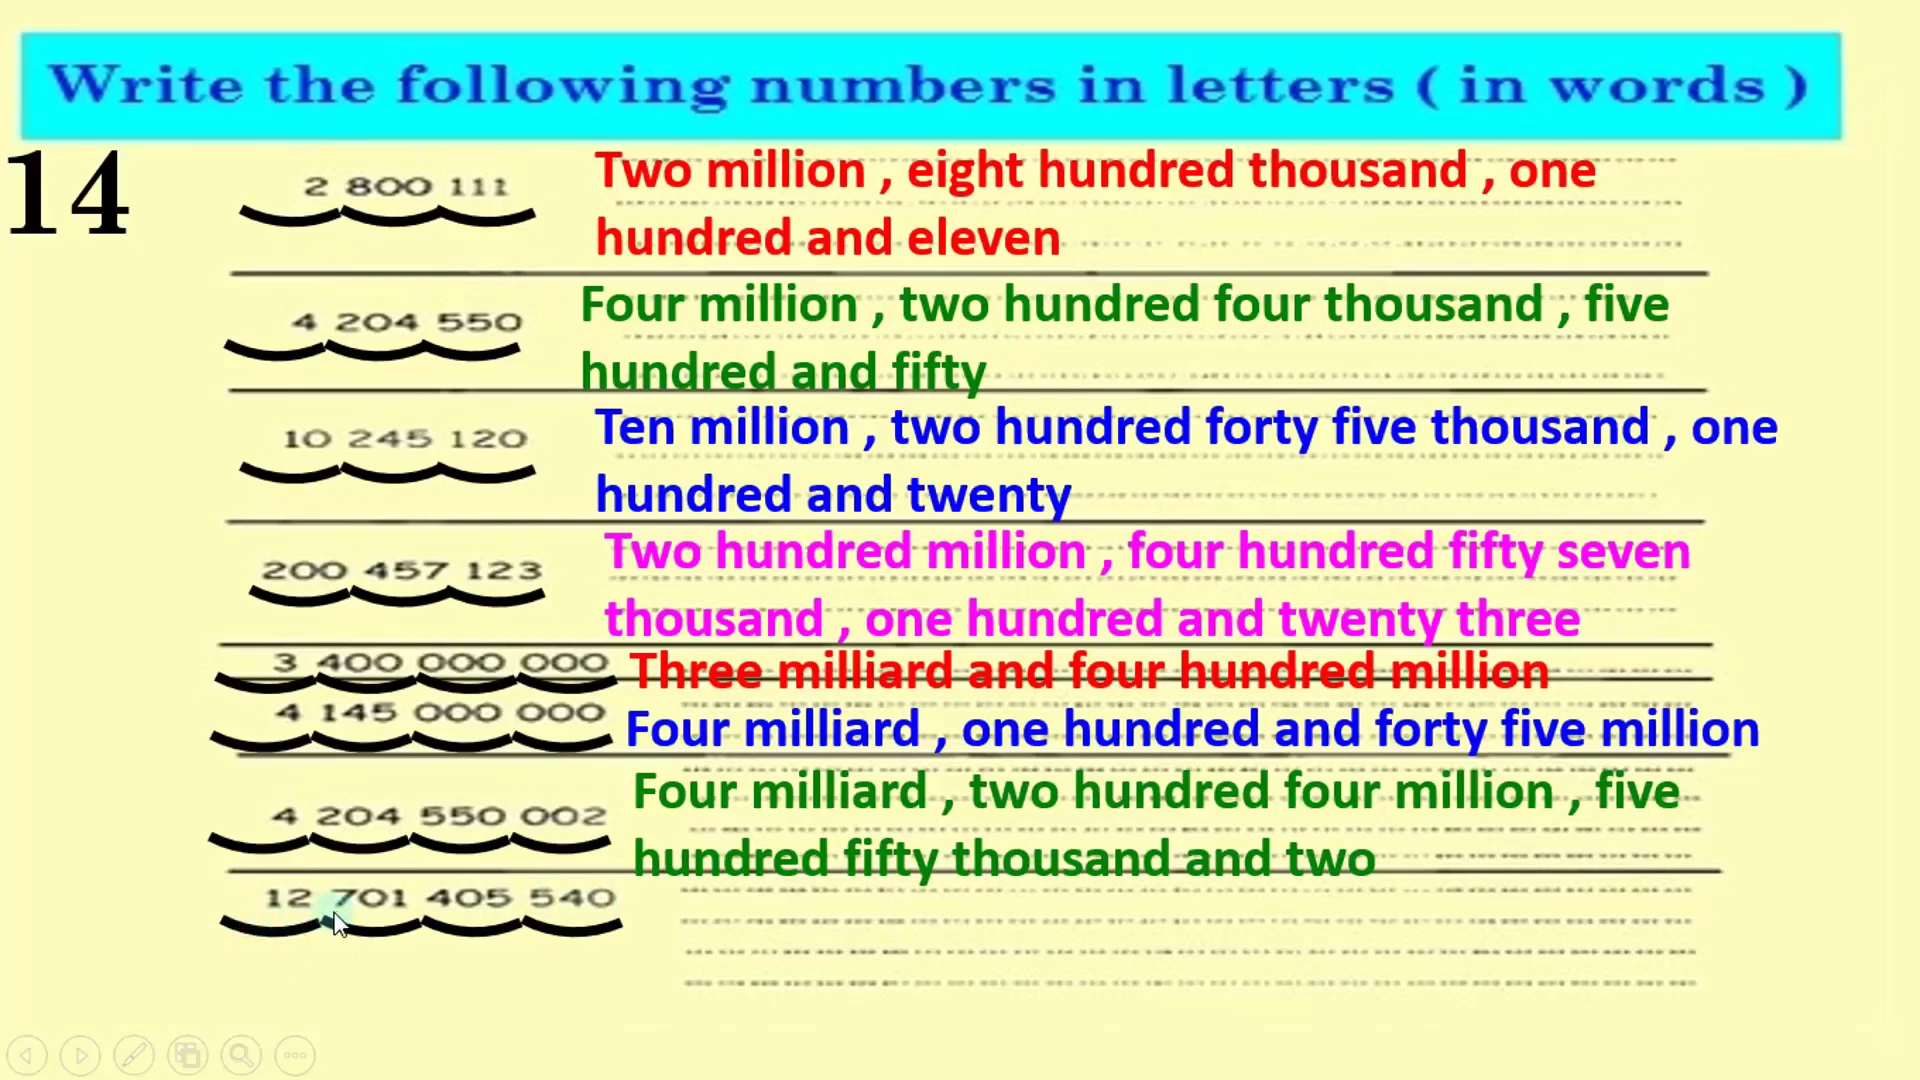 Write the following numbers in letters ( in words )
14
2 800 111
Two million , eight hundred thousand , one
hundred and eleven
4 204 550
Four million , two hundred four thousand , five
hundred and fifty
10 245 120
Ten million , two hundred forty five thousand , one
hundred and twenty
200 457 123
Two hundred million , four hundred fifty seven
thousand , one hundred and twenty three
3 400 000 000
Three milliard and four hundred million
4 145 000 000
Four milliard , one hundred and forty five million
4 204 550 002
Four milliard , two hundred four million , five
hundred fifty thousand and two
12 701 405 540